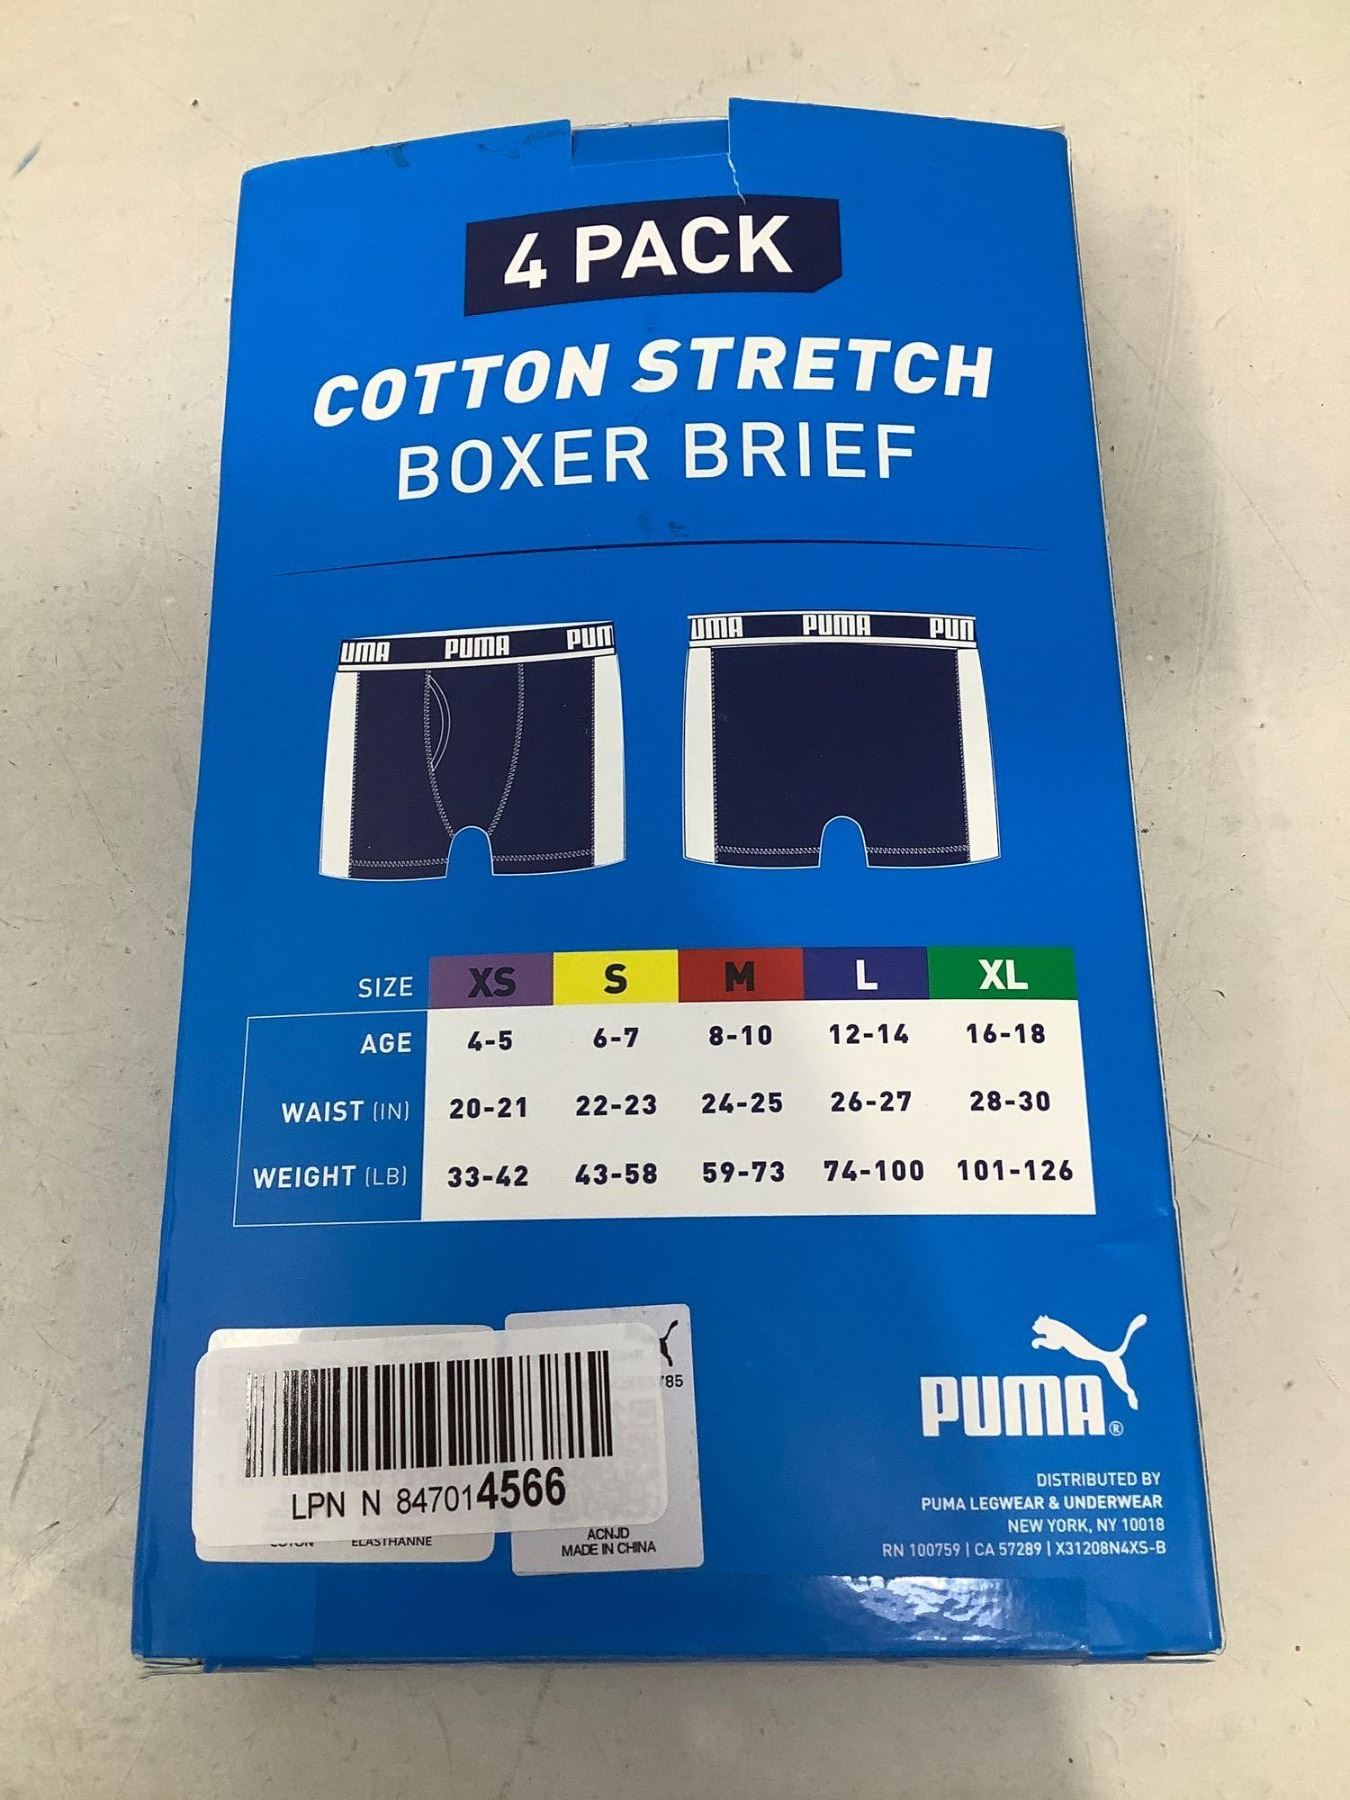 4 PACK
COTTON STRETCH
BOXER BRIEF
UMA PUMA PUM
UMA PUMA PUM
SIZE XS S M L XL
AGE 4-5 6-7 8-10 12-14 16-18
WAIST (IN) 20-21 22-23 24-25 26-27 28-30
WEIGHT (LB) 33-42 43-58 59-73 74-100 101-126
785
LPN N 847014566
ELASTHANNE
ACNJD
MADE IN CHINA
PUMA®
DISTRIBUTED BY
PUMA LEGWEAR & UNDERWEAR
NEW YORK, NY 10018
RN 100759 | CA 57289 | X31208N4XS-B